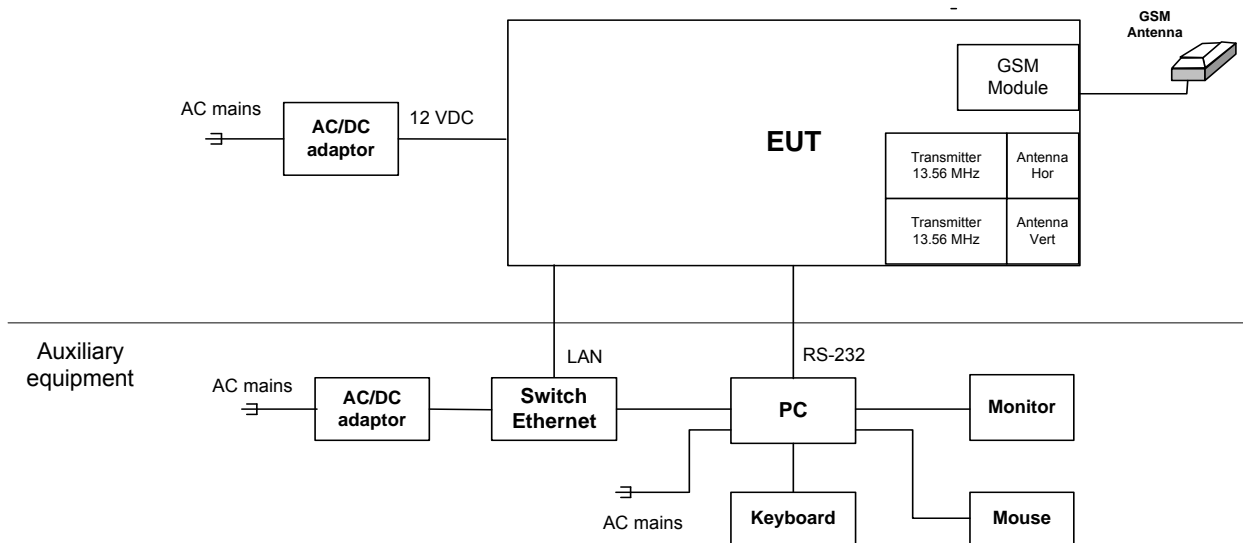 GSM
Antenna
GSM
Module
AC mains
AC/DC
adaptor
12 VDC
EUT
Transmitter
13.56 MHz
Antenna
Hor
Transmitter
13.56 MHz
Antenna
Vert
Auxiliary
equipment
LAN
RS-232
AC mains
AC/DC
adaptor
Switch
Ethernet
PC
Monitor
AC mains
Keyboard
Mouse